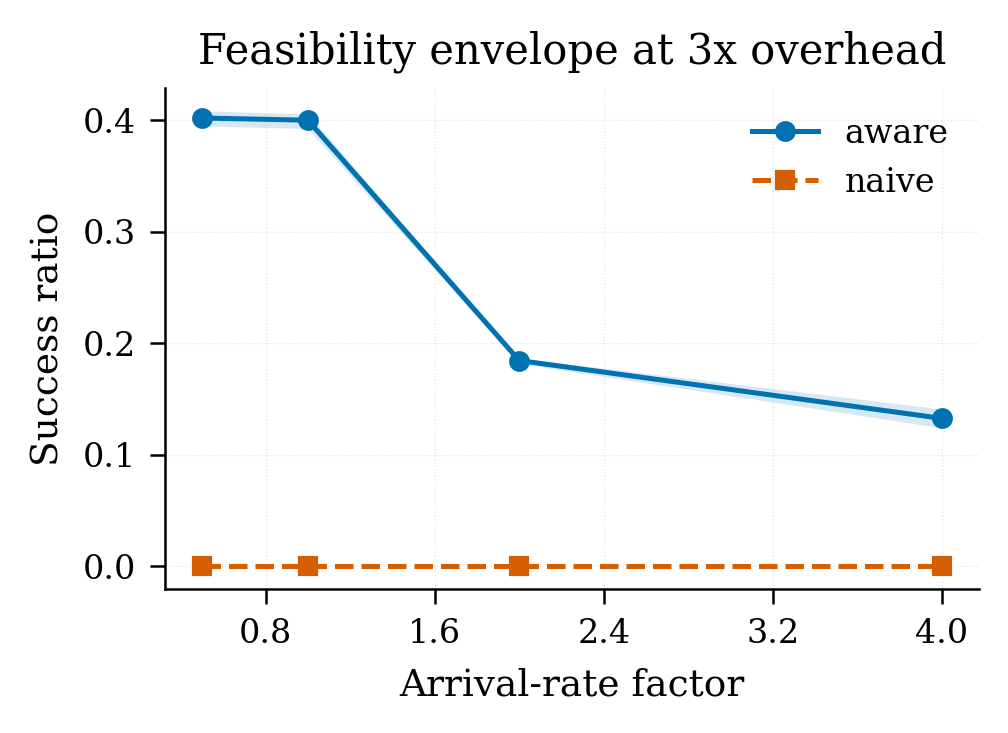 Feasibility envelope at 3x overhead
aware
naive
Success ratio
0.4
0.3
0.2
0.1
0.0
0.8 1.6 2.4 3.2 4.0
Arrival-rate factor